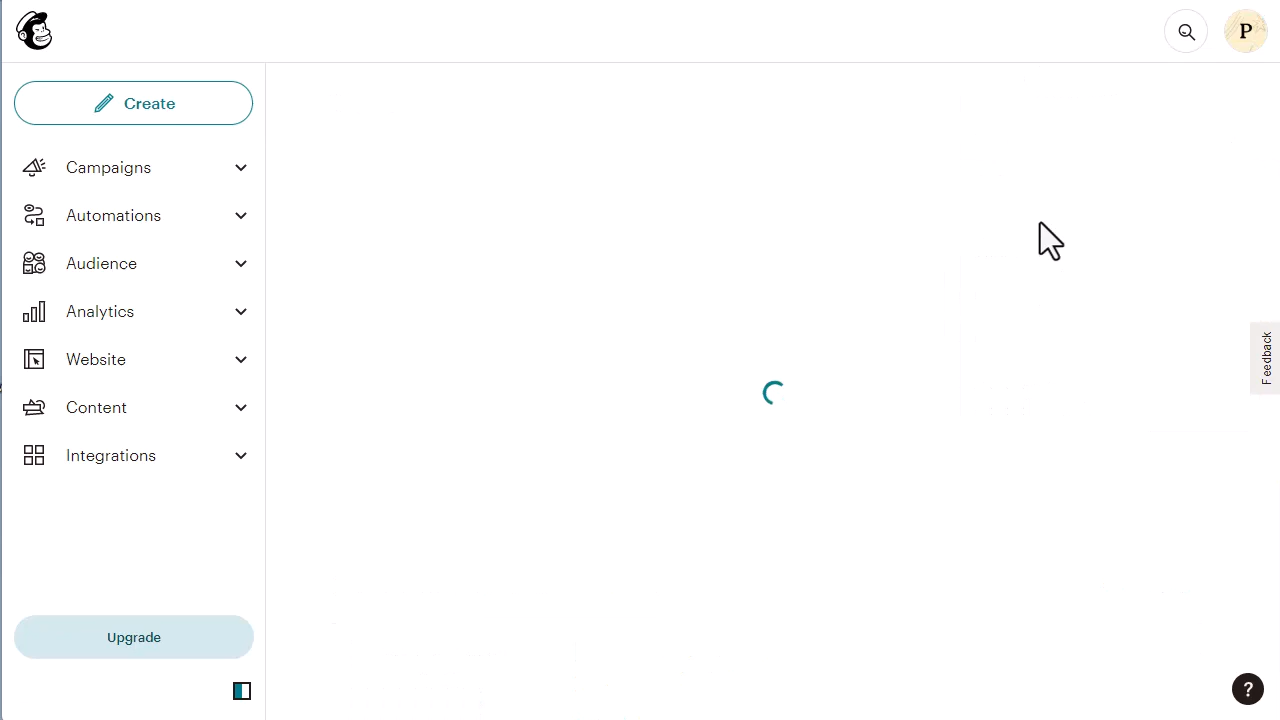 P
Create
Campaigns
Automations
Audience
Analytics
Website
Content
Integrations
Feedback
Upgrade
?